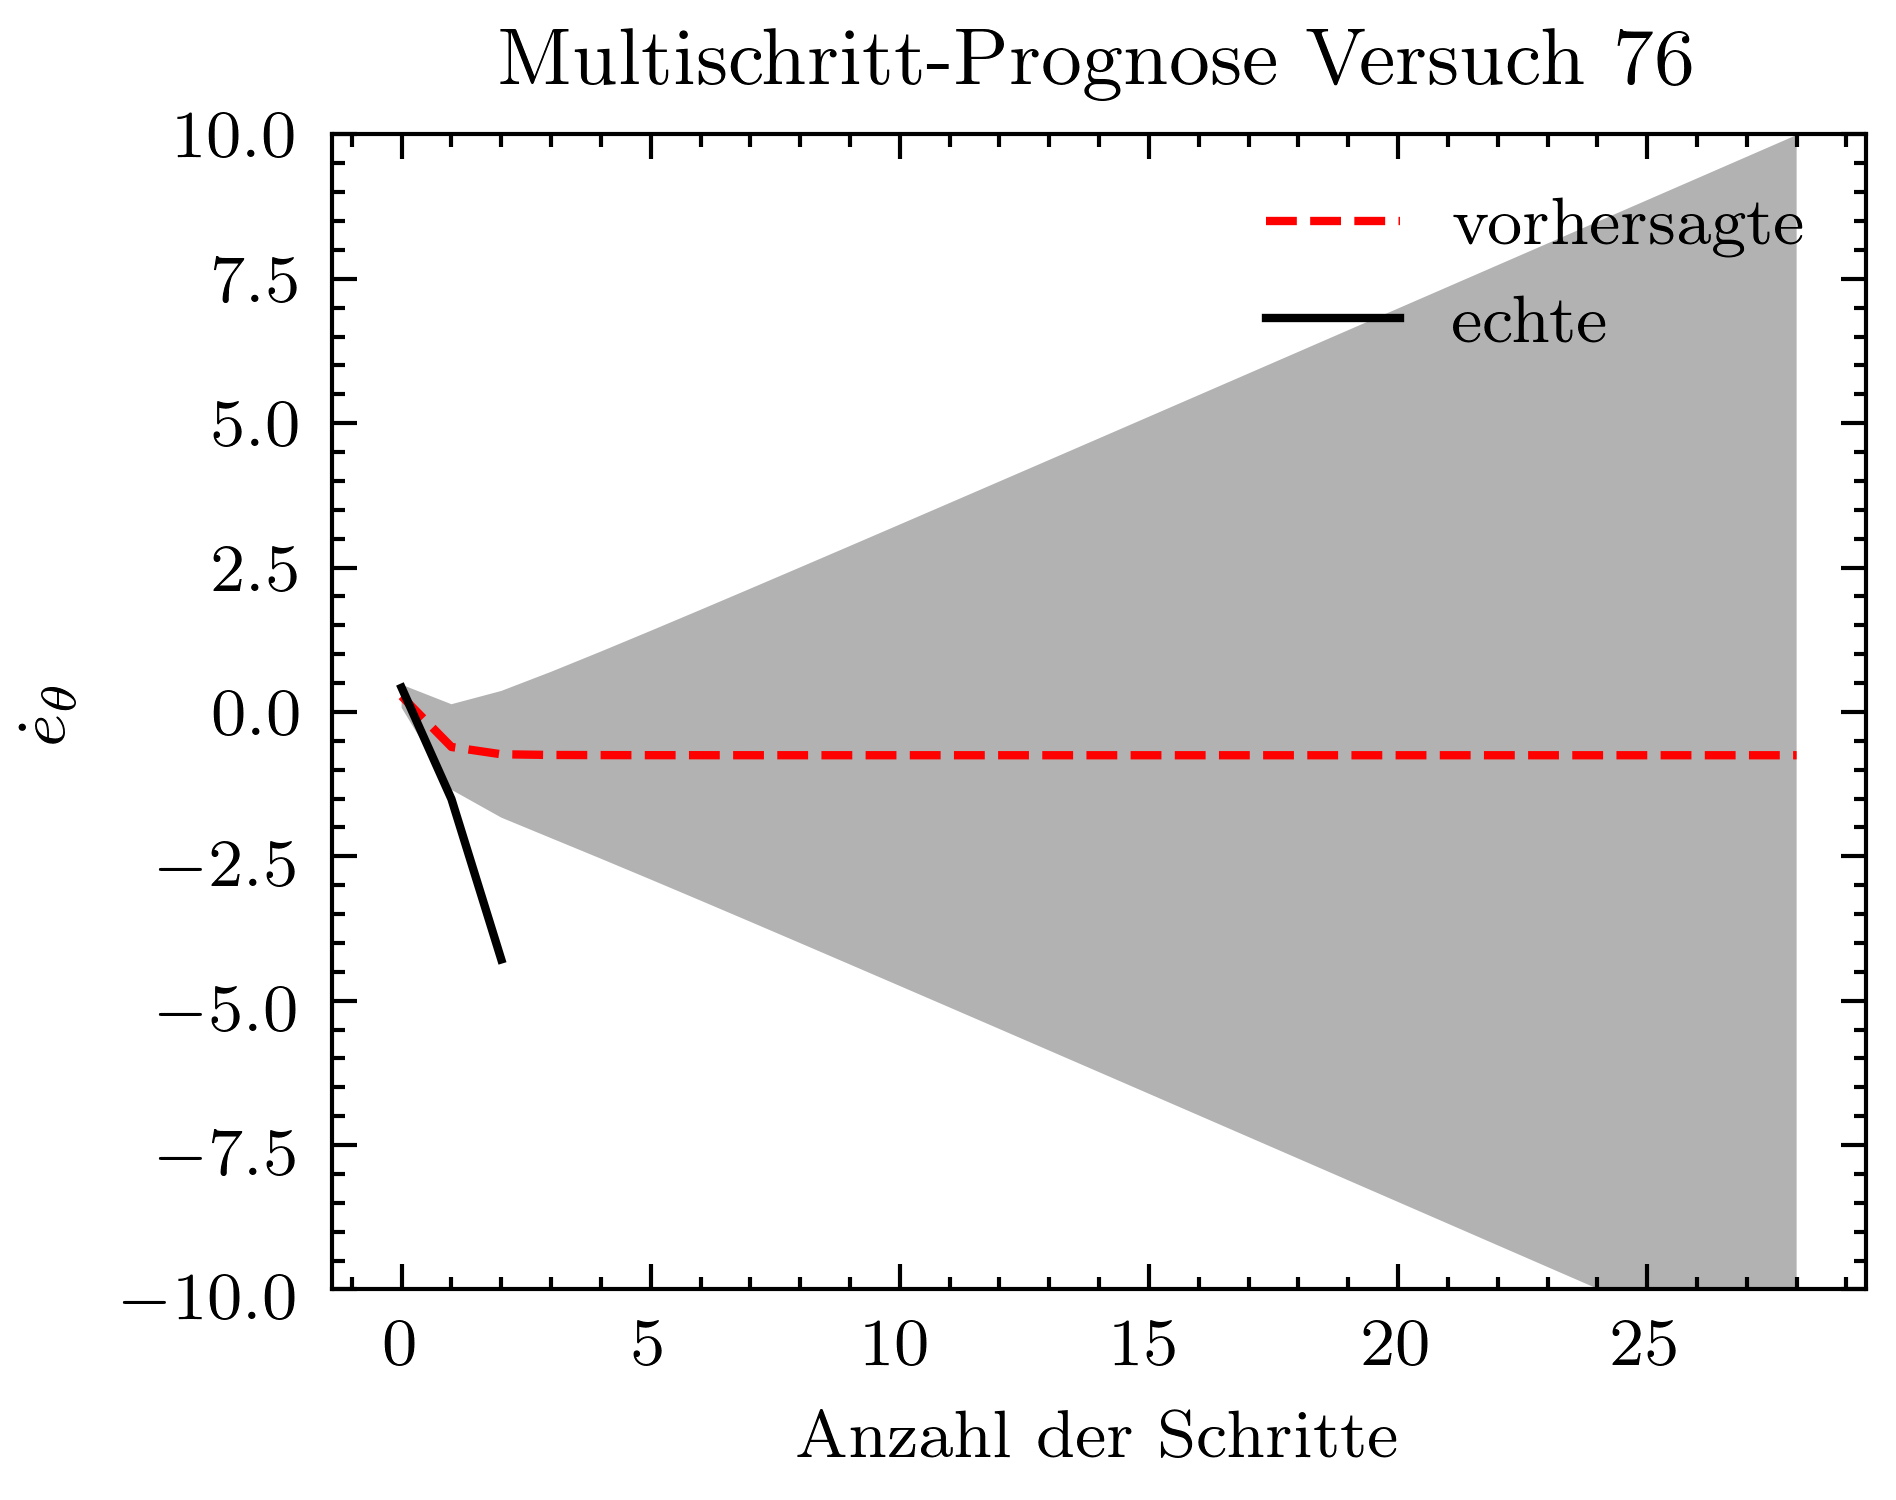 Multischritt-Prognose Versuch 76
10.0
7.5
5.0
2.5
0.0
−2.5
−5.0
−7.5
−10.0
ė_θ
vorhersagte
echte
0 5 10 15 20 25
Anzahl der Schritte